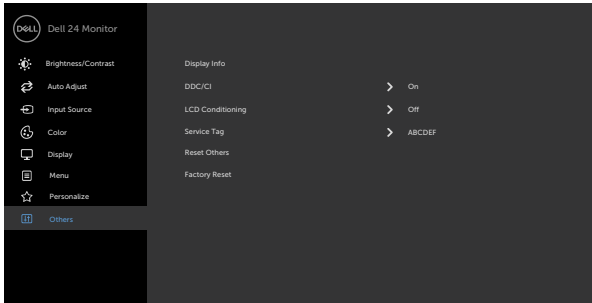 DELL Dell 24 Monitor
Brightness/Contrast
Auto Adjust
Input Source
Color
Display
Menu
Personalize
Others
Display Info
DDC/CI On
LCD Conditioning Off
Service Tag ABCDEF
Reset Others
Factory Reset